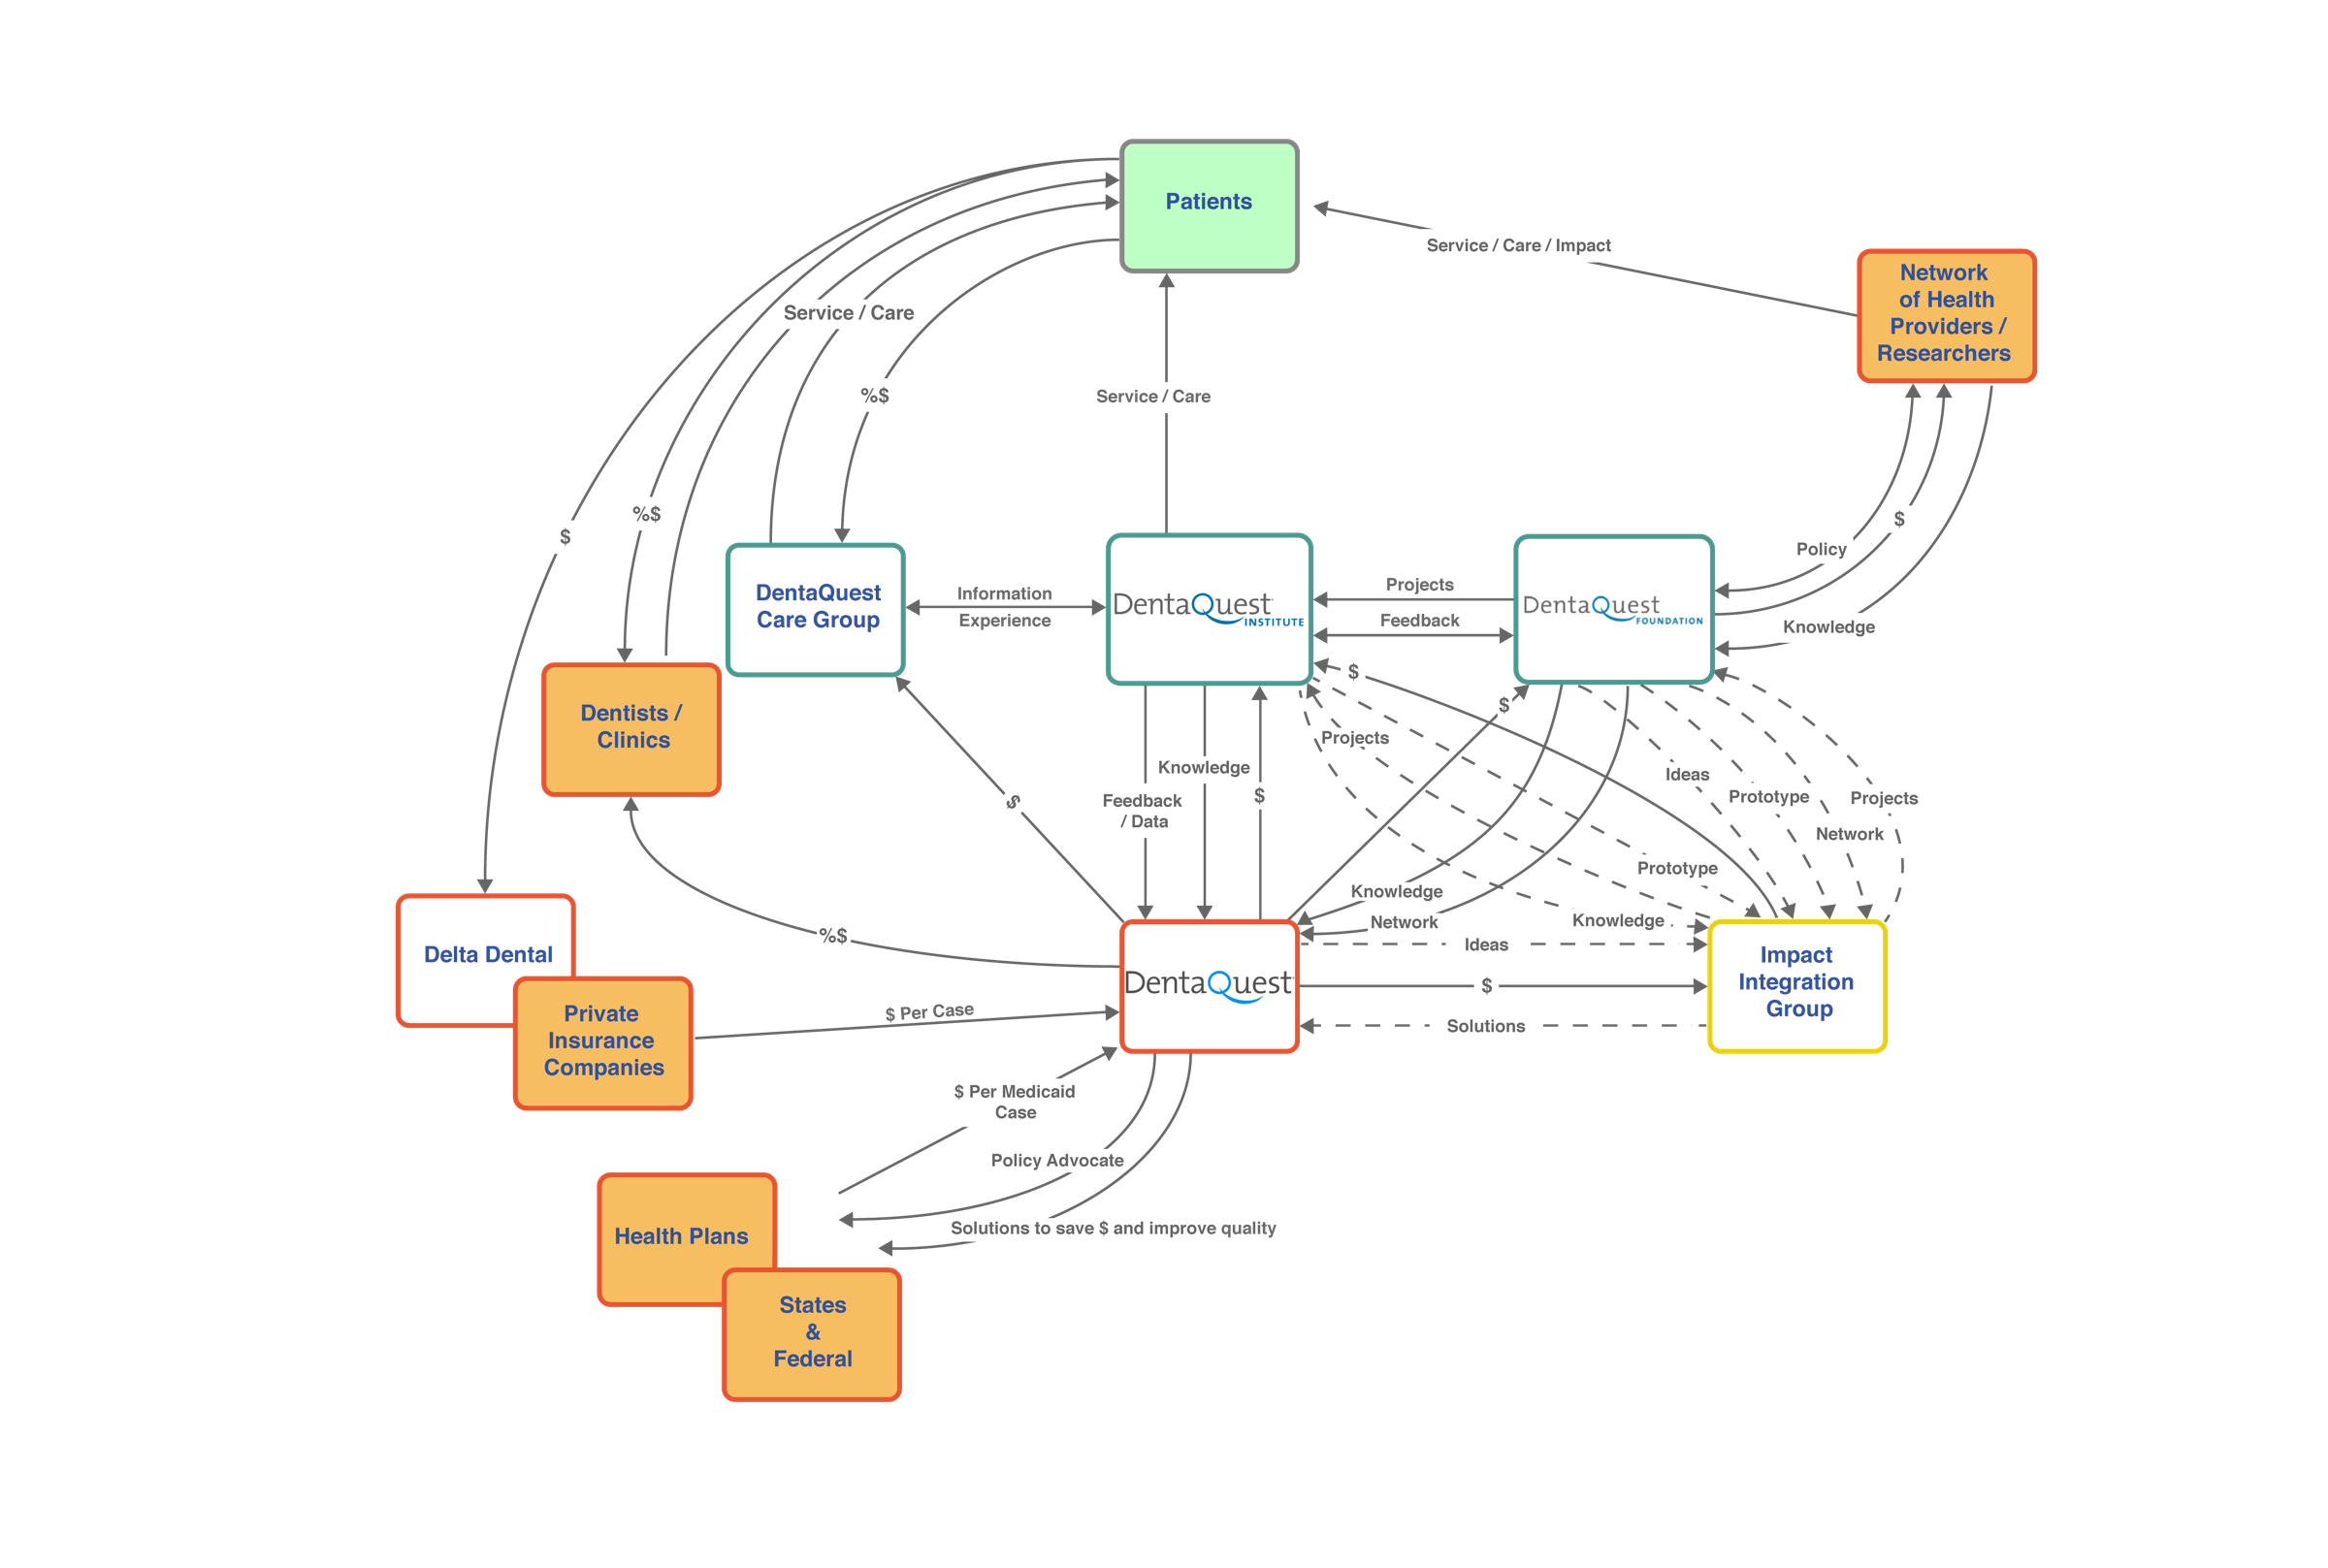 Patients
Service / Care / Impact
Network
of Health
Providers /
Researchers
Service / Care
%$
Service / Care
%$
$
$
Policy
DentaQuest
Care Group
Information
Experience
DentaQuest
INSTITUTE
Projects
Feedback
DentaQuest
FOUNDATION
Knowledge
$
$
Dentists /
Clinics
Projects
Knowledge
Ideas
Prototype
Projects
$
$
Feedback
/ Data
Network
Prototype
Knowledge
Network
Knowledge
%$
Ideas
Delta Dental
DentaQuest
$
Impact
Integration
Group
Private
Insurance
Companies
$ Per Case
Solutions
$ Per Medicaid
Case
Policy Advocate
Solutions to save $ and improve quality
Health Plans
States
&
Federal